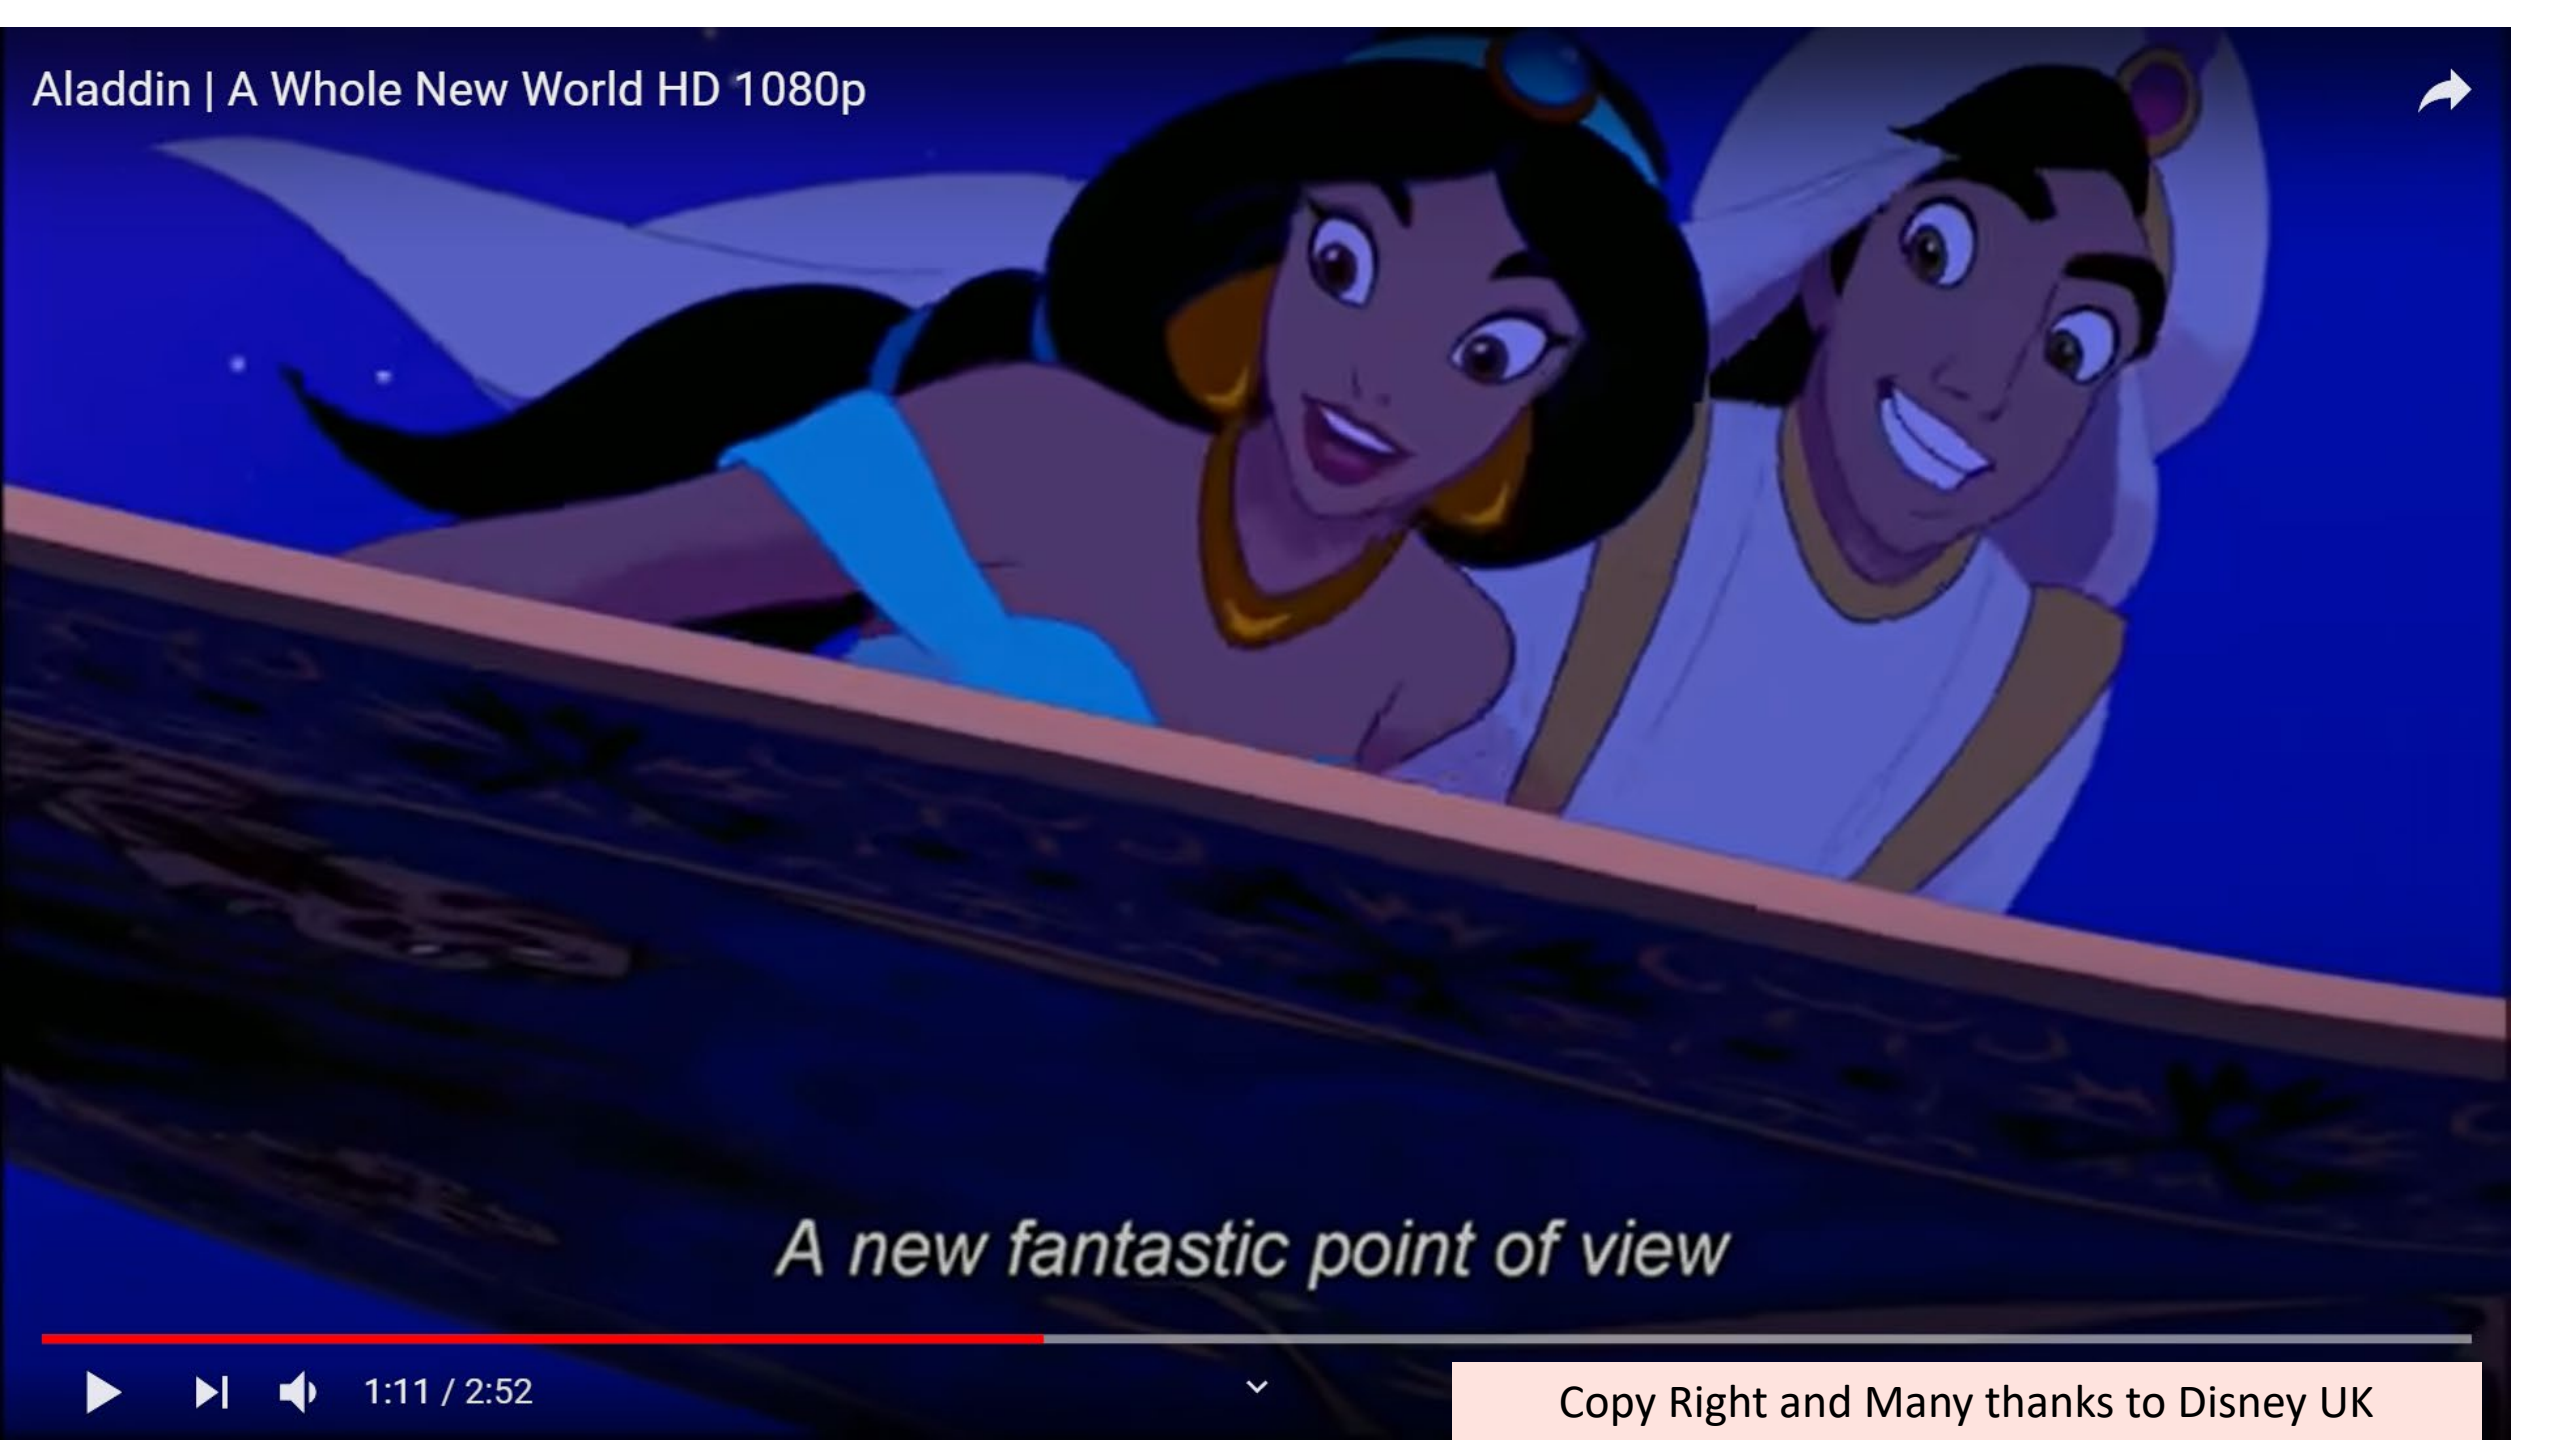 Aladdin | A Whole New World HD 1080p
A new fantastic point of view
1:11 / 2:52
Copy Right and Many thanks to Disney UK